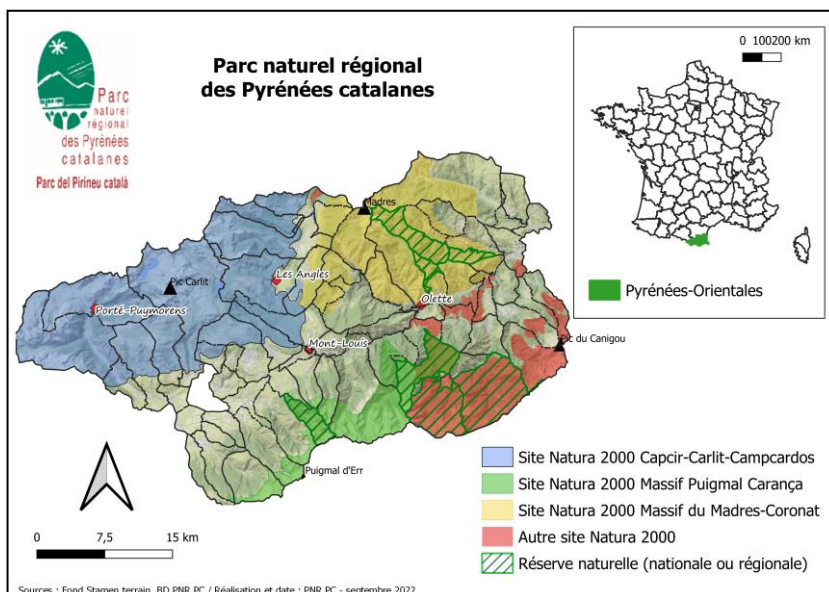 Parc
naturel
régional
des Pyrénées
catalanes
Parc del Pirineu català
Parc naturel régional
des Pyrénées catalanes
0 100200 km
Pyrénées-Orientales
Madres
Pic Carlit
Les Angles
Porté-Puymorens
Olette
Mont-Louis
Pic du Canigou
Puigmal d'Err
0 7,5 15 km
Site Natura 2000 Capcir-Carlit-Campcardos
Site Natura 2000 Massif Puigmal Carança
Site Natura 2000 Massif du Madres-Coronat
Autre site Natura 2000
Réserve naturelle (nationale ou régionale)
Sources : Fond Stamen terrain, BD PNR PC / Réalisation et date : PNR PC - septembre 2022